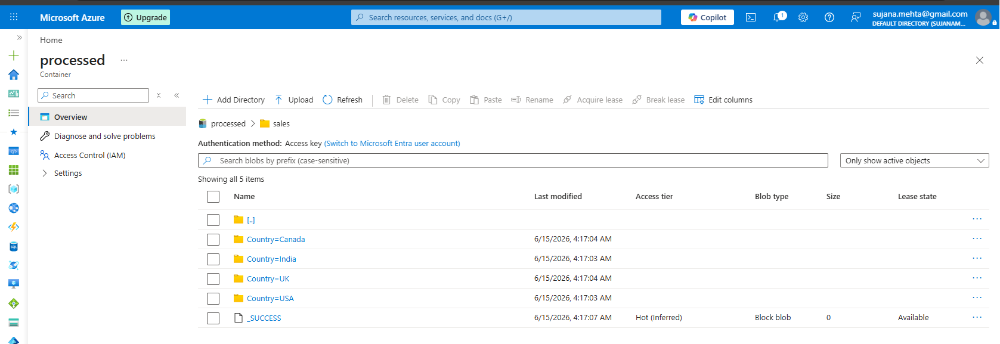 Microsoft Azure
Upgrade
Search resources, services, and docs (G+/)
Copilot
1
sujana.mehta@gmail.com
DEFAULT DIRECTORY (SUJANAM...
Home
processed
...
Container
Search
Add Directory
Upload
Refresh
Delete
Copy
Paste
Rename
Acquire lease
Break lease
Edit columns
Overview
Diagnose and solve problems
Access Control (IAM)
Settings
processed > sales
Authentication method: Access key (Switch to Microsoft Entra user account)
Search blobs by prefix (case-sensitive)
Only show active objects
Showing all 5 items
Name Last modified Access tier Blob type Size Lease state
[..] ...
Country=Canada 6/15/2026, 4:17:04 AM ...
Country=India 6/15/2026, 4:17:03 AM ...
Country=UK 6/15/2026, 4:17:04 AM ...
Country=USA 6/15/2026, 4:17:03 AM ...
_SUCCESS 6/15/2026, 4:17:07 AM Hot (Inferred) Block blob 0 Available ...
SQL